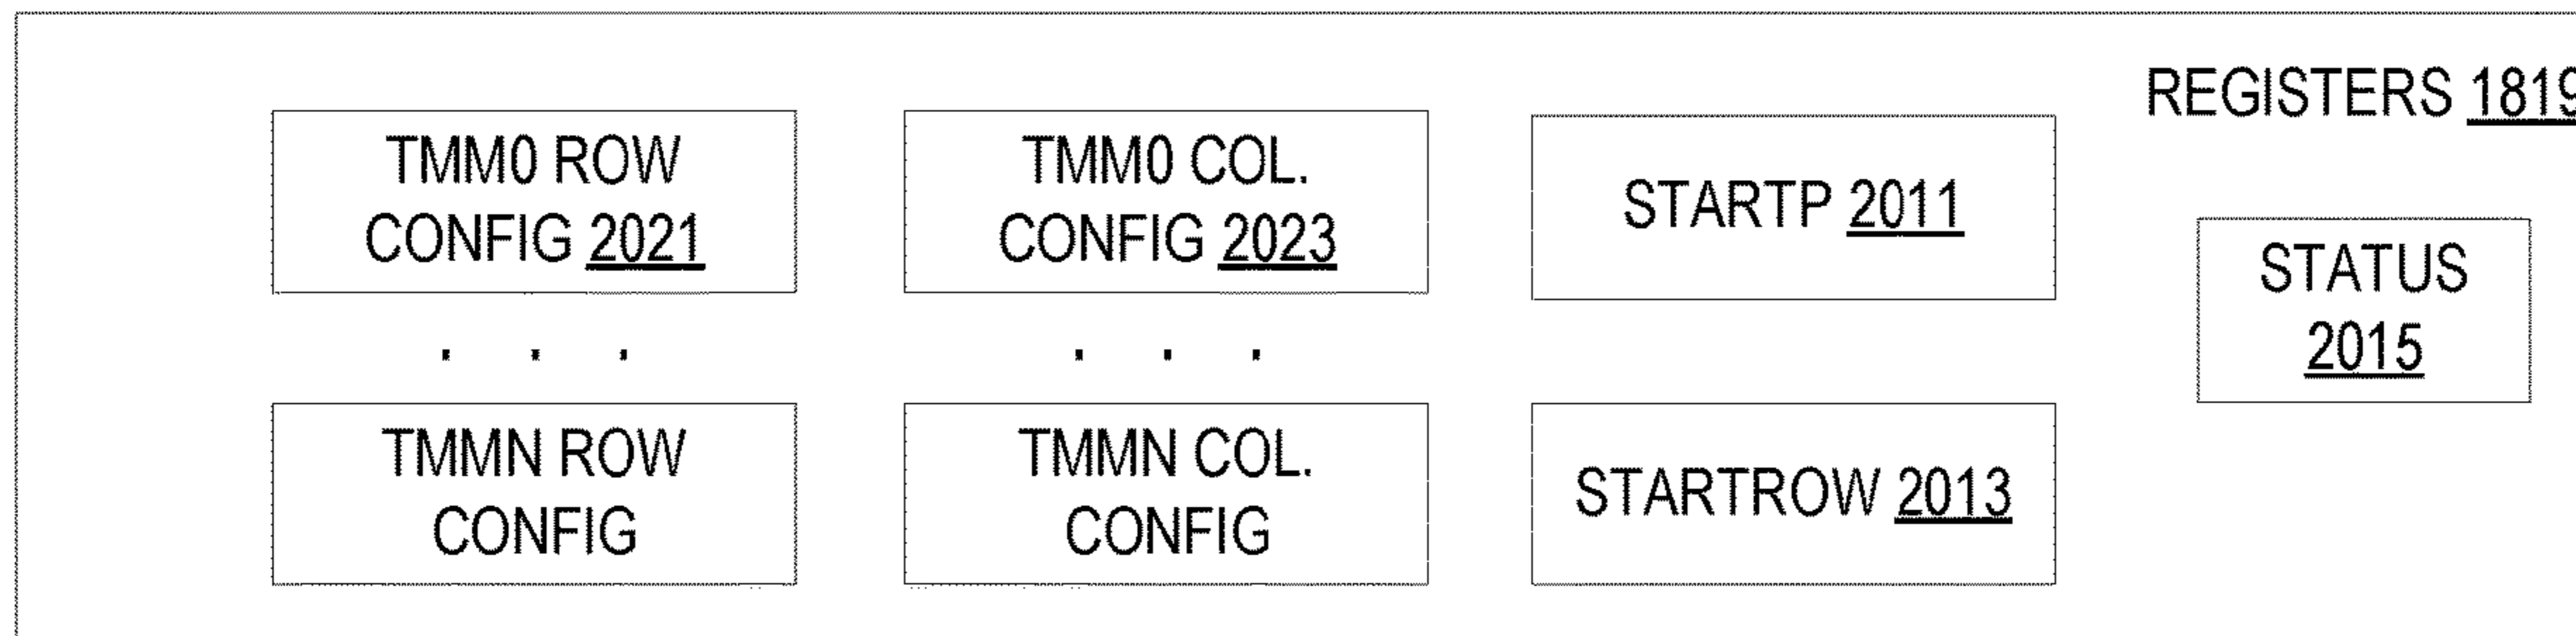 REGISTERS 1819
TMM0 ROW
CONFIG 2021
TMM0 COL.
CONFIG 2023
STARTP 2011
STATUS
2015
. . .
. . .
TMMN ROW
CONFIG
TMMN COL.
CONFIG
STARTROW 2013